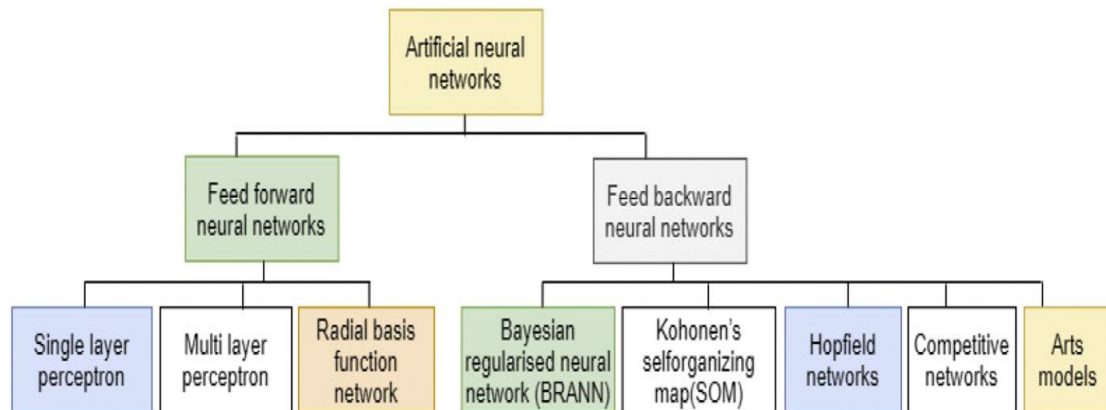 Artificial neural
networks
Feed forward
neural networks
Feed backward
neural networks
Single layer
perceptron
Multi layer
perceptron
Radial basis
function
network
Bayesian
regularised neural
network (BRANN)
Kohonen's
selforganizing
map(SOM)
Hopfield
networks
Competitive
networks
Arts
models